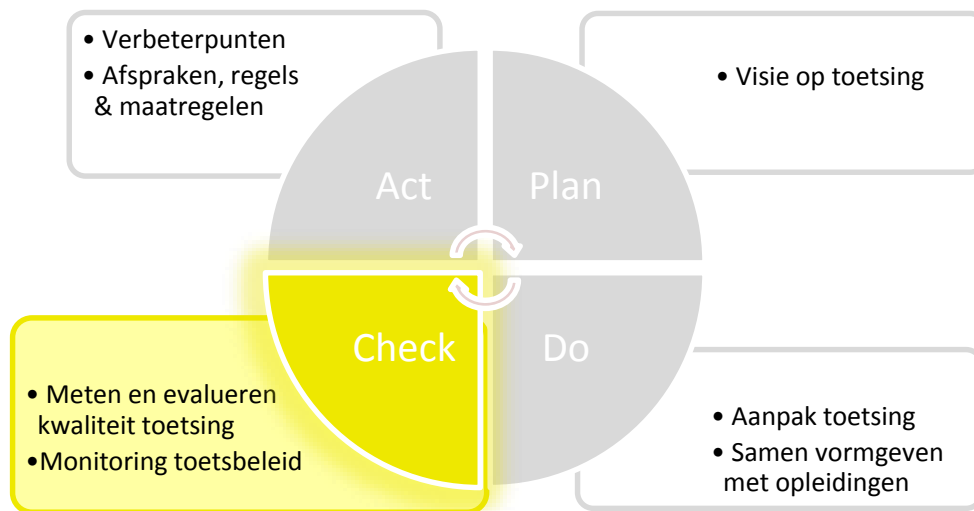 • Verbeterpunten
• Afspraken, regels
& maatregelen
• Visie op toetsing
Act
Plan
Check
Do
• Meten en evalueren
kwaliteit toetsing
•Monitoring toetsbeleid
• Aanpak toetsing
• Samen vormgeven
met opleidingen